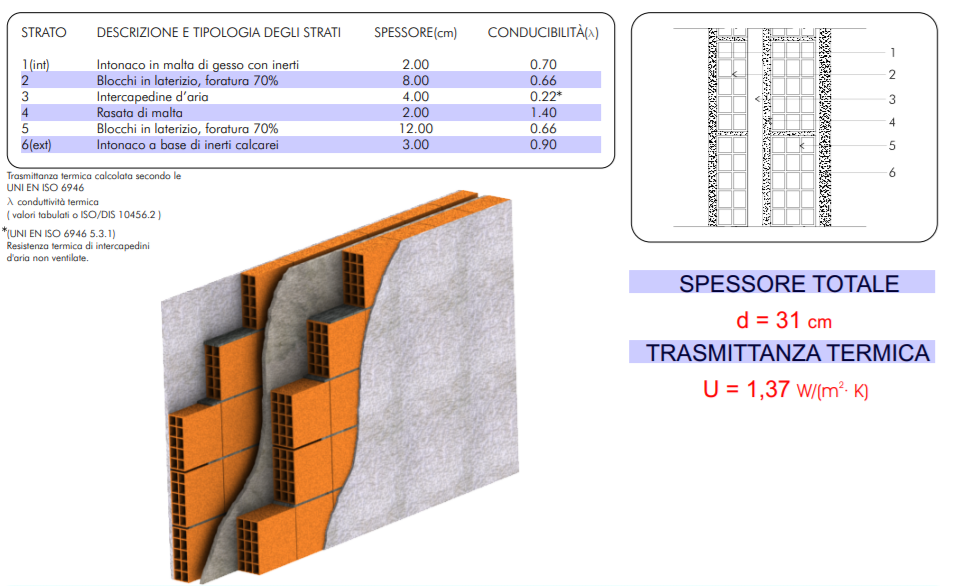 STRATO DESCRIZIONE E TIPOLOGIA DEGLI STRATI SPESSORE(cm) CONDUCIBILITÀ(λ)
1(int) Intonaco in malta di gesso con inerti 2.00 0.70
2 Blocchi in laterizio, foratura 70% 8.00 0.66
3 Intercapedine d'aria 4.00 0.22*
4 Rasata di malta 2.00 1.40
5 Blocchi in laterizio, foratura 70% 12.00 0.66
6(ext) Intonaco a base di inerti calcarei 3.00 0.90
Trasmittanza termica calcolata secondo le
UNI EN ISO 6946
λ conduttività termica
( valori tabulati o ISO/DIS 10456.2 )
*(UNI EN ISO 6946 5.3.1)
Resistenza termica di intercapedini
d'aria non ventilate.
1
2
3
4
5
6
SPESSORE TOTALE
d = 31 cm
TRASMITTANZA TERMICA
U = 1,37 W/(m²· K)